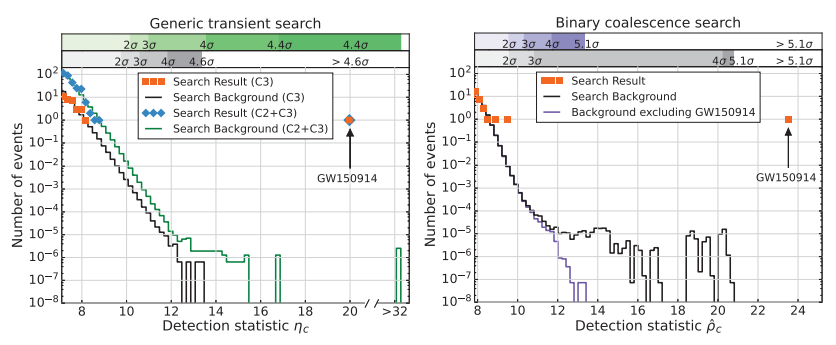 Generic transient search
2σ 3σ 4σ 4.4σ 4.4σ
2σ 3σ 4σ 4.6σ > 4.6σ
10² 10¹ 10⁰ 10⁻¹ 10⁻² 10⁻³ 10⁻⁴ 10⁻⁵ 10⁻⁶ 10⁻⁷ 10⁻⁸
Number of events
Search Result (C3)
Search Background (C3)
Search Result (C2+C3)
Search Background (C2+C3)
GW150914
8 10 12 14 16 18 20 >32
Detection statistic η_c
Binary coalescence search
2σ 3σ 4σ 5.1σ > 5.1σ
2σ 3σ 4σ 5.1σ > 5.1σ
10² 10¹ 10⁰ 10⁻¹ 10⁻² 10⁻³ 10⁻⁴ 10⁻⁵ 10⁻⁶ 10⁻⁷ 10⁻⁸
Number of events
Search Result
Search Background
Background excluding GW150914
GW150914
8 10 12 14 16 18 20 22 24
Detection statistic ρ̂_c